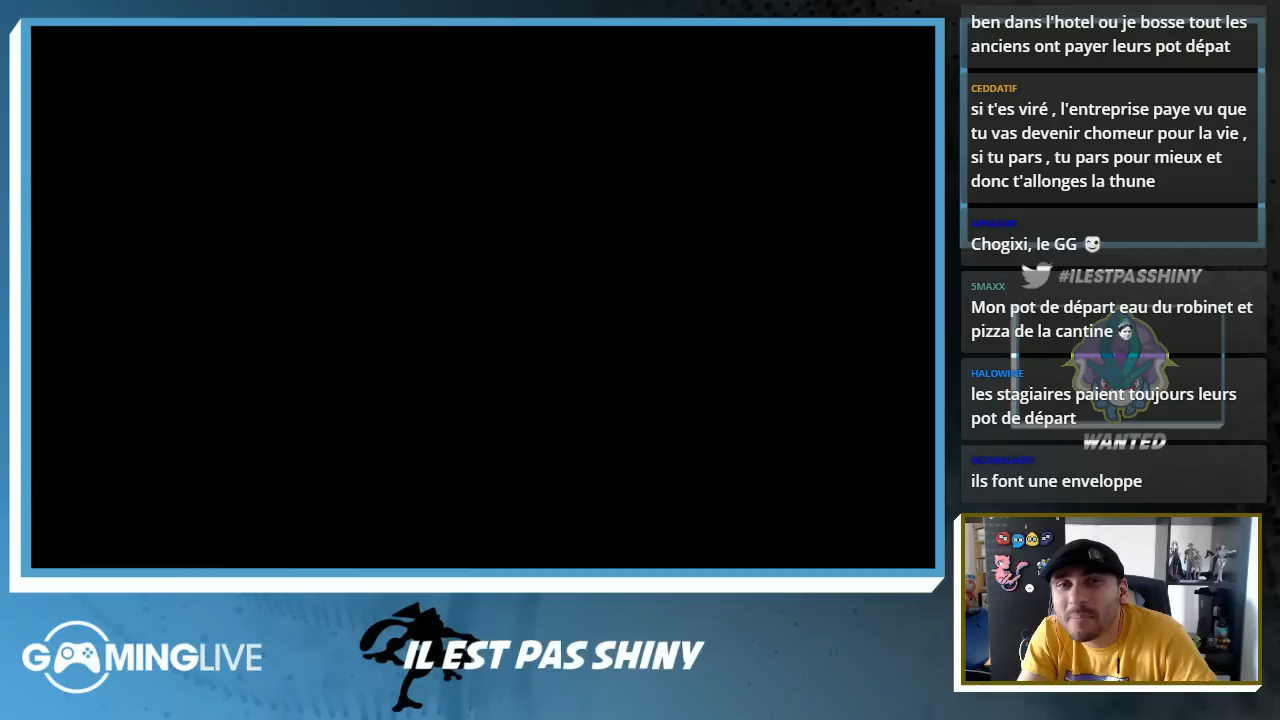 ben dans l'hotel ou je bosse tout les
anciens ont payer leurs pot dépat
CEDDATIF
si t'es viré , l'entreprise paye vu que
tu vas devenir chomeur pour la vie ,
si tu pars , tu pars pour mieux et
donc t'allonges la thune
Chogixi, le GG
#ILESTPASSHINY
5MAXX
Mon pot de départ eau du robinet et
pizza de la cantine
HALOWINE
les stagiaires paient toujours leurs
pot de départ
WANTED
ils font une enveloppe
GAMINGLIVE
IL EST PAS SHINY